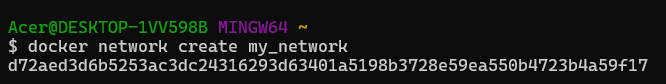 Acer@DESKTOP-1VV598B MINGW64 ~
$ docker network create my_network
d72aed3d6b5253ac3dc24316293d63401a5198b3728e59ea550b4723b4a59f17